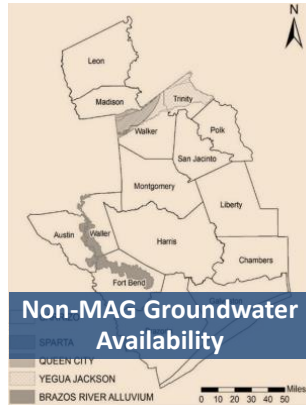 N
Leon
Madison
Trinity
Walker
Polk
San Jacinto
Montgomery
Liberty
Austin
Waller
Harris
Chambers
Fort Bend
Non-MAG Groundwater
Availability
SPARTA
QUEEN CITY
YEGUA JACKSON
BRAZOS RIVER ALLUVIUM
Miles
0 10 20 30 40 50